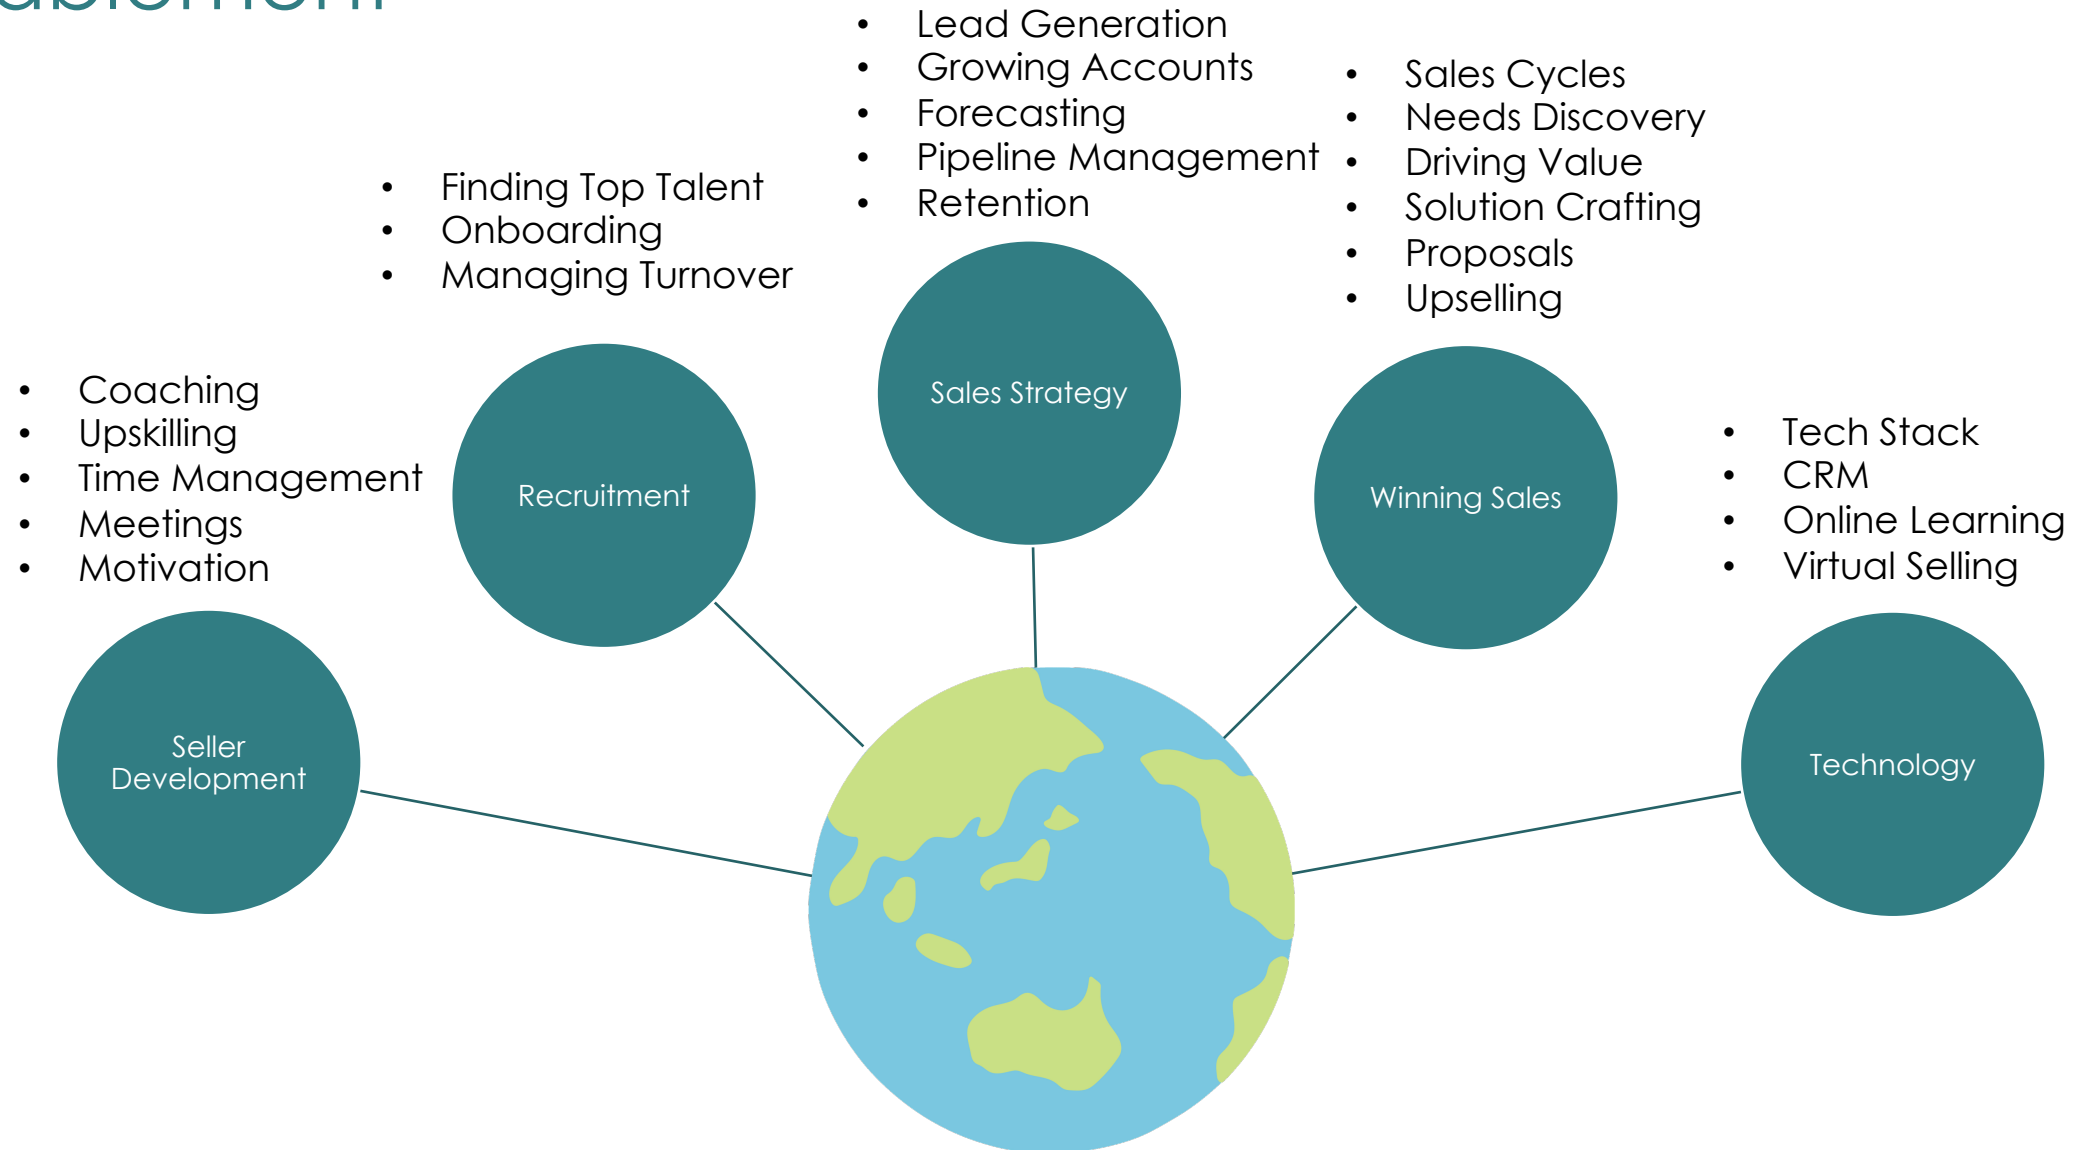 • Lead Generation
• Growing Accounts
• Forecasting
• Pipeline Management
• Retention
• Sales Cycles
• Needs Discovery
• Driving Value
• Solution Crafting
• Proposals
• Upselling
• Finding Top Talent
• Onboarding
• Managing Turnover
• Coaching
• Upskilling
• Time Management
• Meetings
• Motivation
• Tech Stack
• CRM
• Online Learning
• Virtual Selling
Sales Strategy
Recruitment
Winning Sales
Seller
Development
Technology